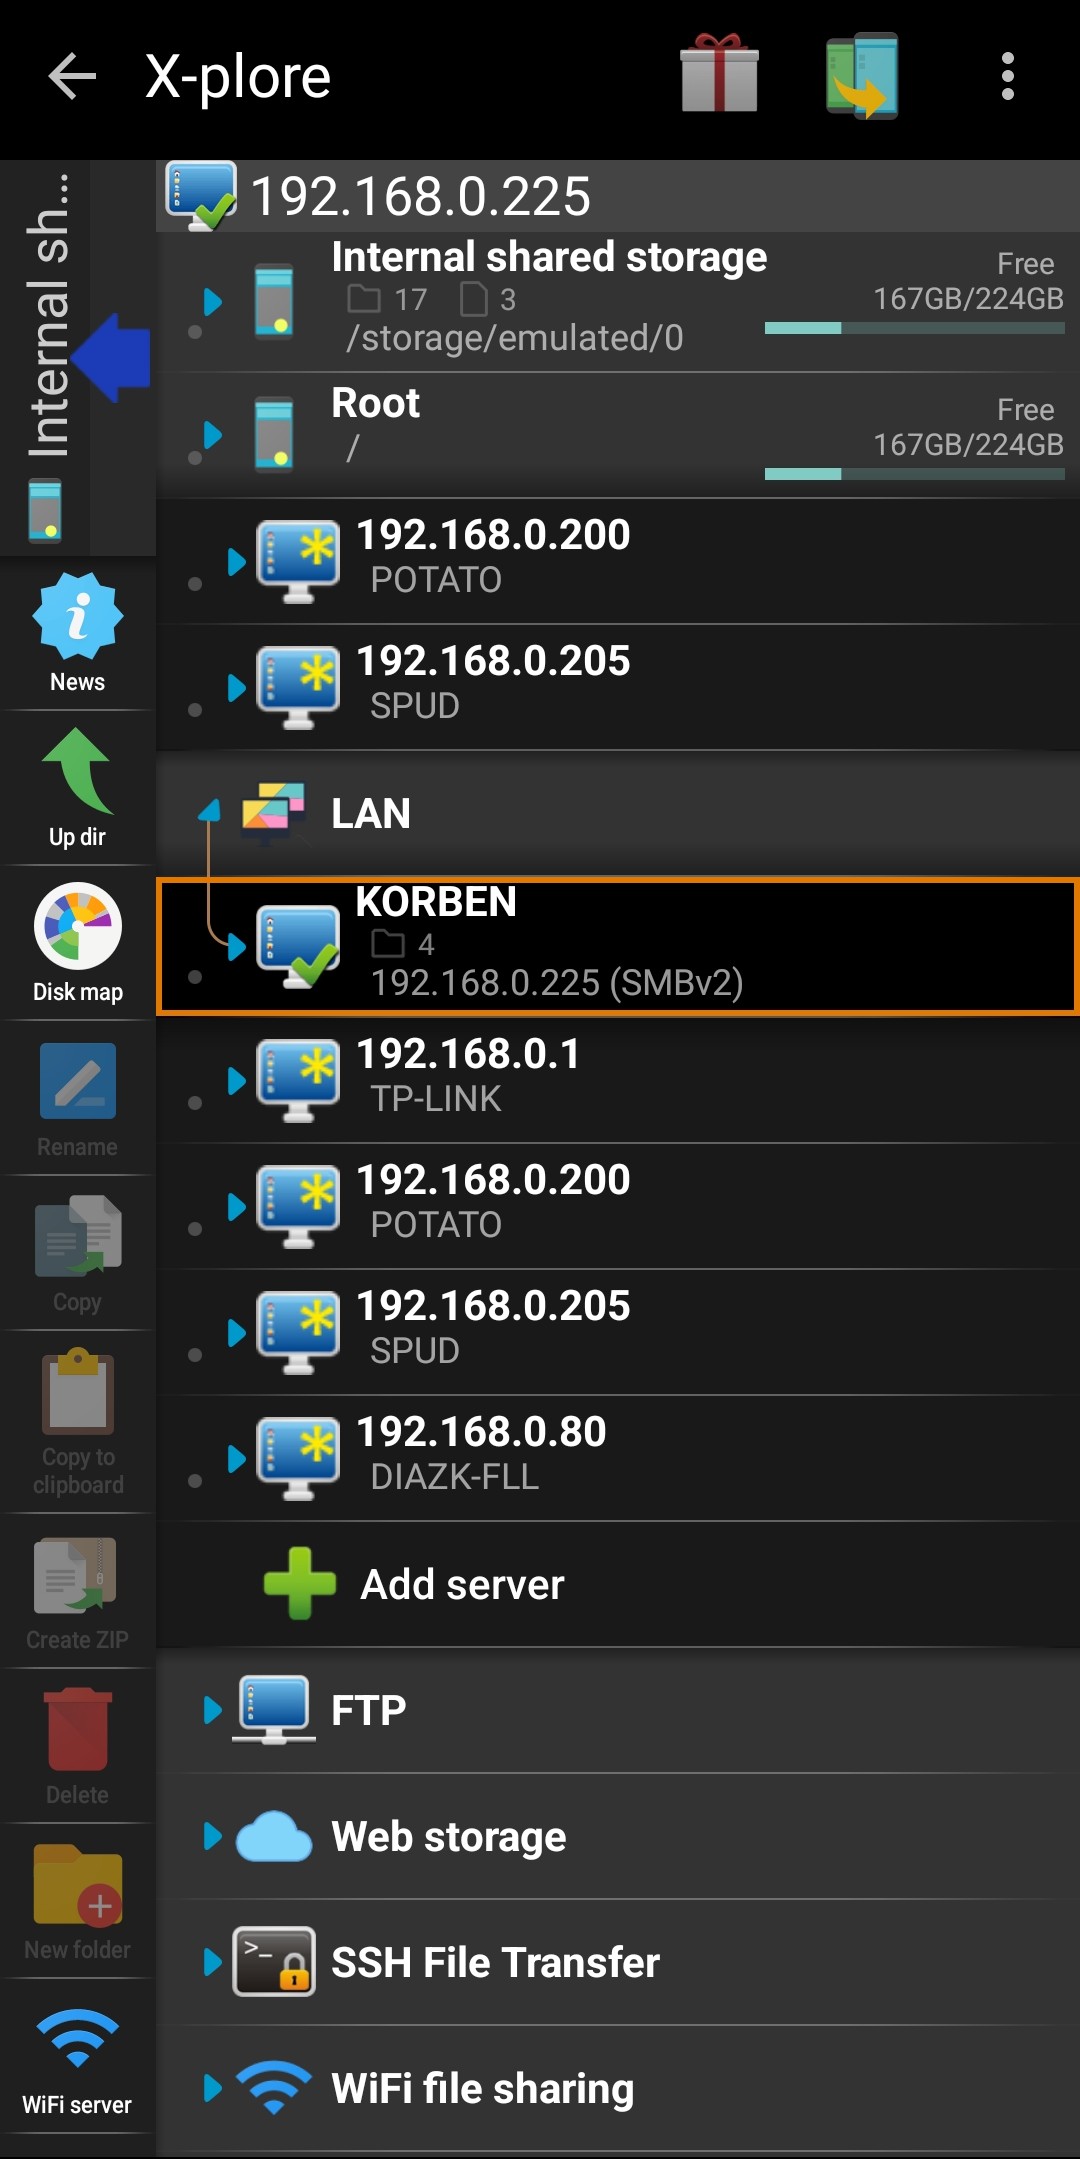 X-plore
Internal sh...
192.168.0.225
Internal shared storage
Free
17 3
167GB/224GB
/storage/emulated/0
Root
Free
/
167GB/224GB
192.168.0.200
POTATO
192.168.0.205
SPUD
LAN
KORBEN
4
192.168.0.225 (SMBv2)
192.168.0.1
TP-LINK
192.168.0.200
POTATO
192.168.0.205
SPUD
192.168.0.80
DIAZK-FLL
Add server
FTP
Web storage
SSH File Transfer
WiFi file sharing
News
Up dir
Disk map
Rename
Copy
Copy to
clipboard
Create ZIP
Delete
New folder
WiFi server